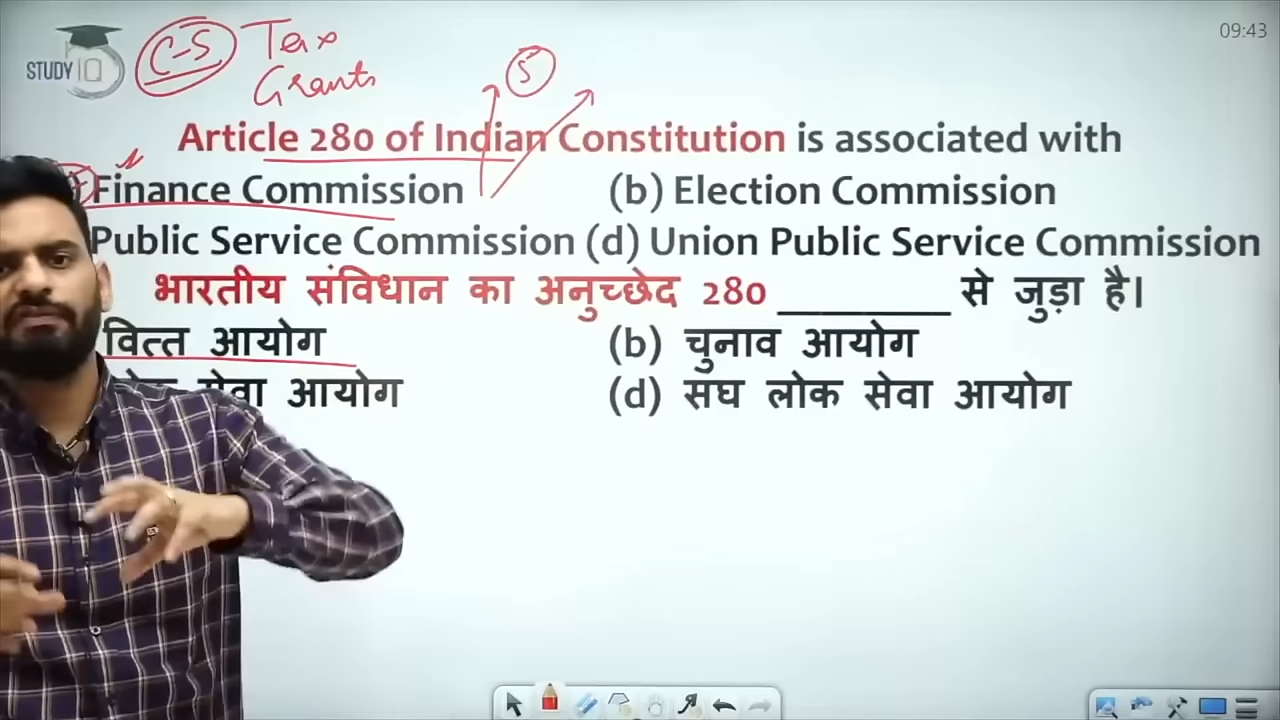 09:43
STUDY IQ
C-S Tax
Grants
5
Article 280 of Indian Constitution is associated with
Finance Commission (b) Election Commission
Public Service Commission (d) Union Public Service Commission
भारतीय संविधान का अनुच्छेद 280 ________ से जुड़ा है।
वित्त आयोग (b) चुनाव आयोग
सेवा आयोग (d) संघ लोक सेवा आयोग